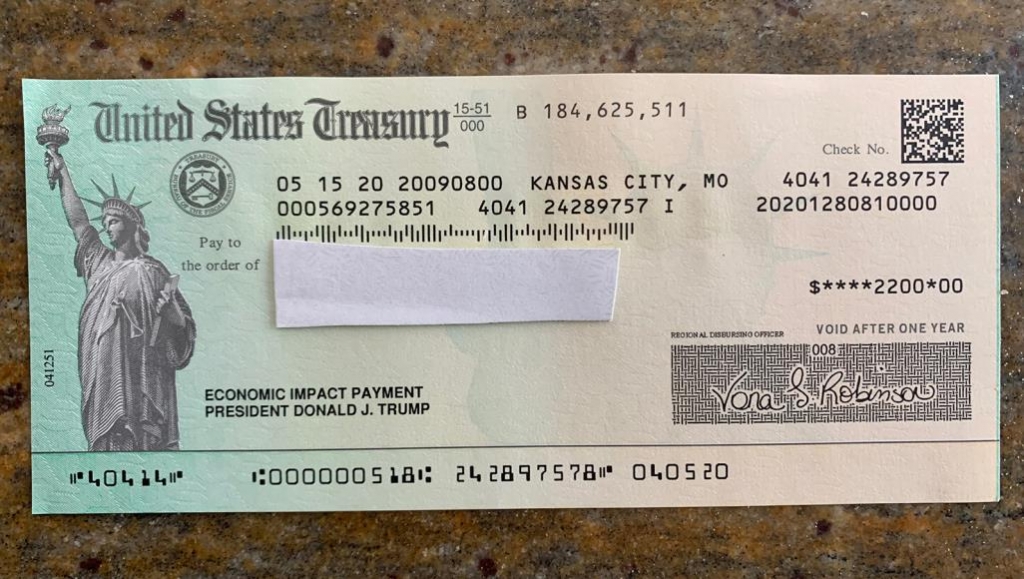 United States Treasury 15-51 000 B 184,625,511
Check No.
05 15 20 20090800 KANSAS CITY, MO 4041 24289757
000569275851 4041 24289757 I 20201280810000
Pay to
the order of
$****2200*00
REGIONAL DISBURSING OFFICER VOID AFTER ONE YEAR
008
Vona S. Robinson
041251
ECONOMIC IMPACT PAYMENT
PRESIDENT DONALD J. TRUMP
⑈40414⑈ ⑆000000518⑆ 242897578⑈ 040520